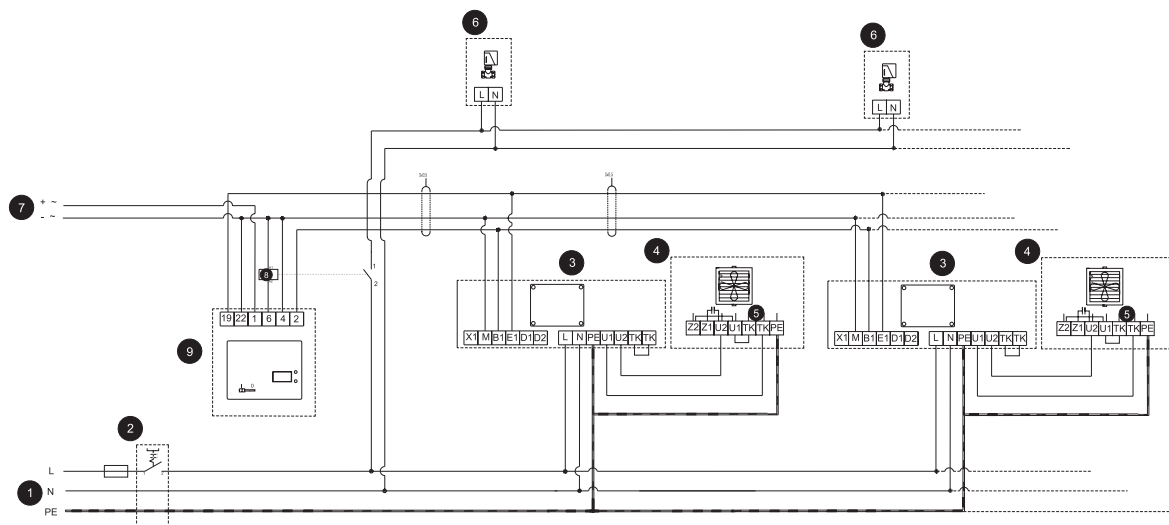 6
L N
6
L N
7
+ ~
- ~
8
1
2
3
4
5
X1 M B1 E1 D1 D2
L N PE U1 U2 TK TK
Z2 Z1 U2 U1 TK TK PE
3
4
5
X1 M B1 E1 D1 D2
L N PE U1 U2 TK TK
Z2 Z1 U2 U1 TK TK PE
19 22 1 6 4 2
9
2
1
L
N
PE